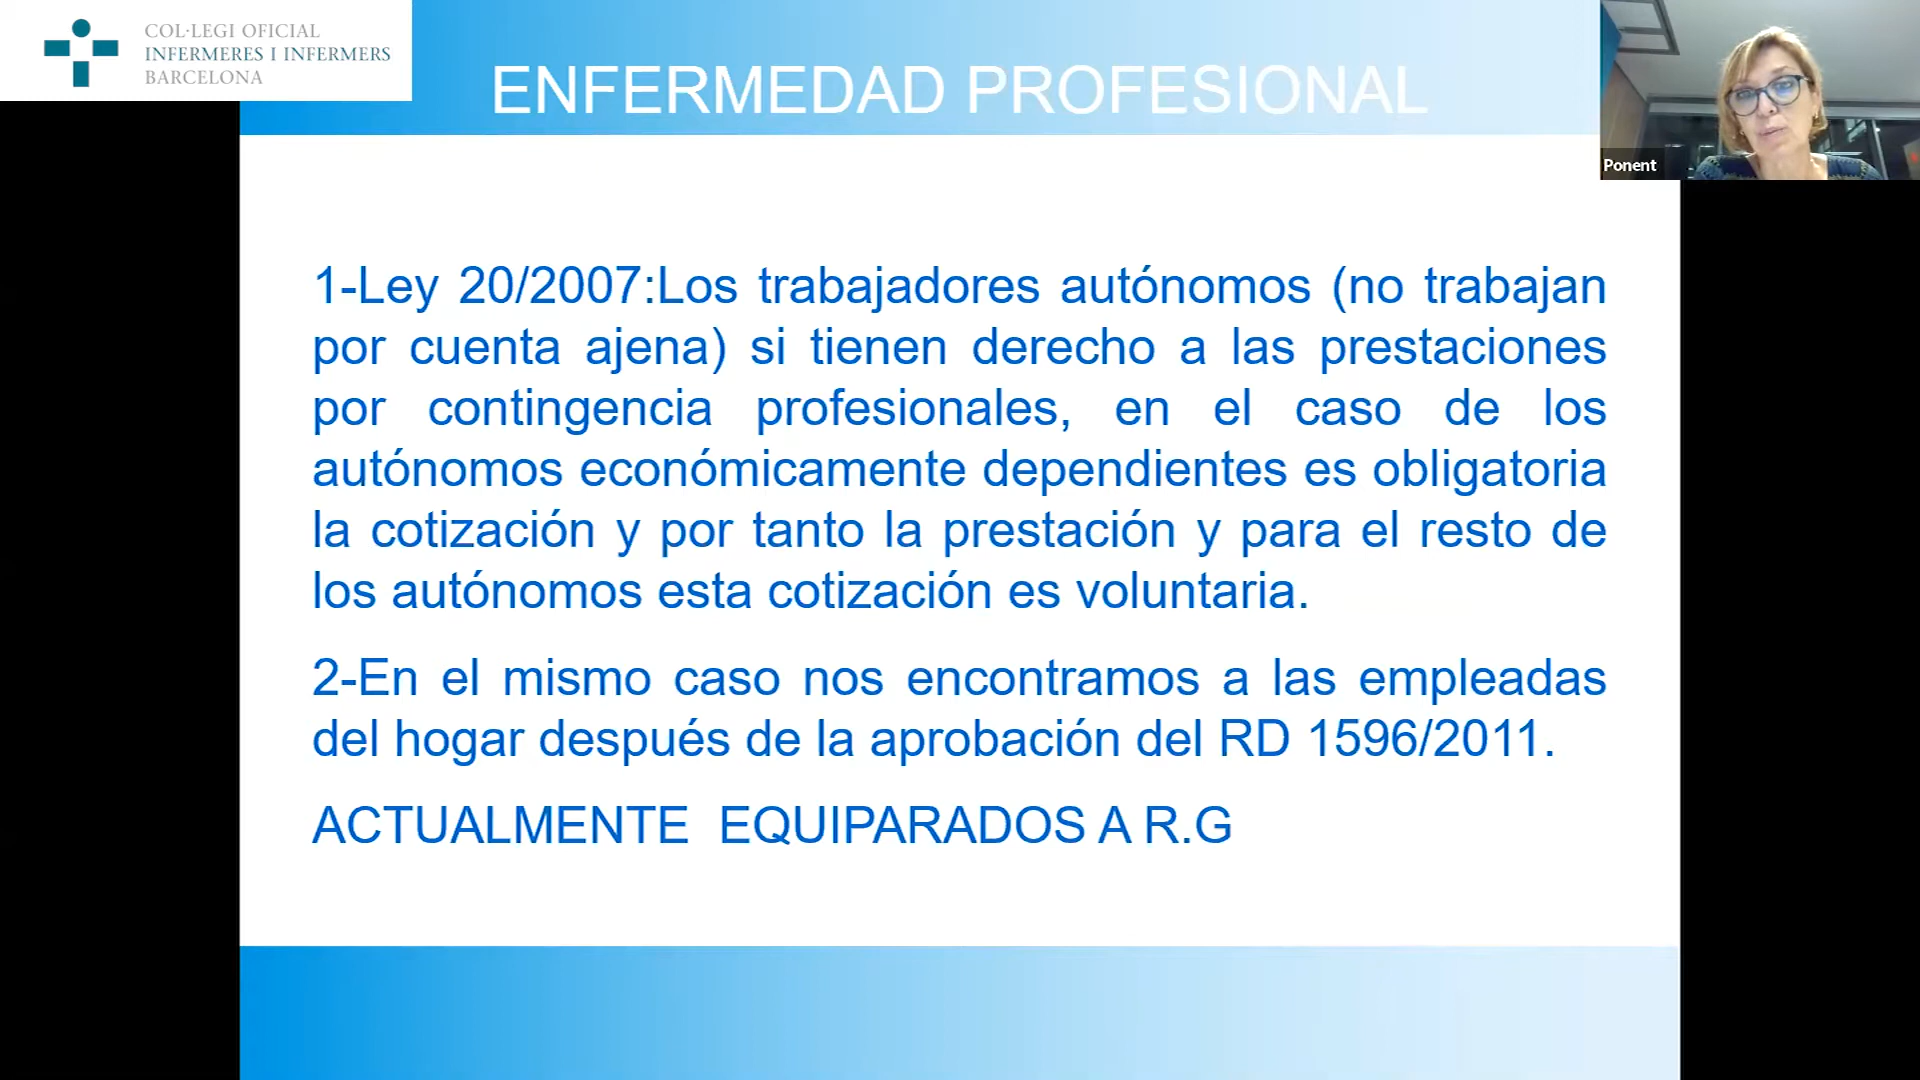 COL·LEGI OFICIAL
INFERMERES I INFERMERS
BARCELONA
ENFERMEDAD PROFESIONAL
Ponent
1-Ley 20/2007:Los trabajadores autónomos (no trabajan
por cuenta ajena) si tienen derecho a las prestaciones
por contingencia profesionales, en el caso de los
autónomos económicamente dependientes es obligatoria
la cotización y por tanto la prestación y para el resto de
los autónomos esta cotización es voluntaria.
2-En el mismo caso nos encontramos a las empleadas
del hogar después de la aprobación del RD 1596/2011.
ACTUALMENTE EQUIPARADOS A R.G